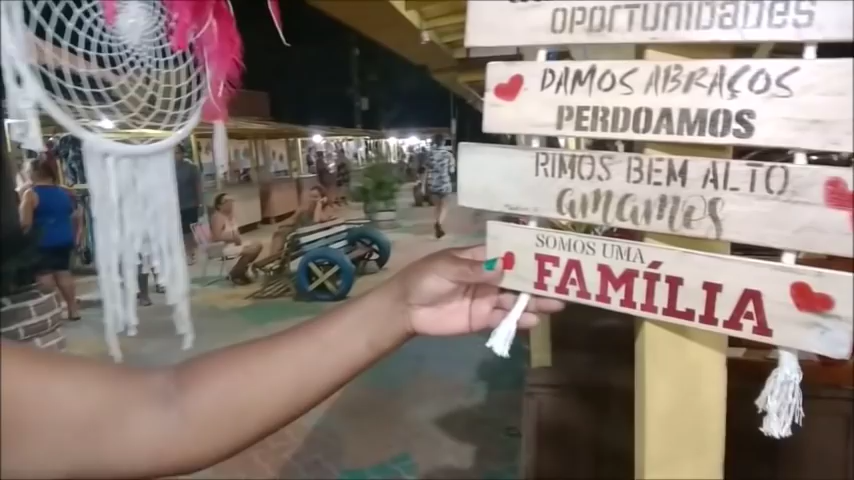 OPORTUNIDADES
DAMOS ABRAÇOS
PERDOAMOS
RIMOS BEM ALTO
amamos
SOMOS UMA
FAMÍLIA